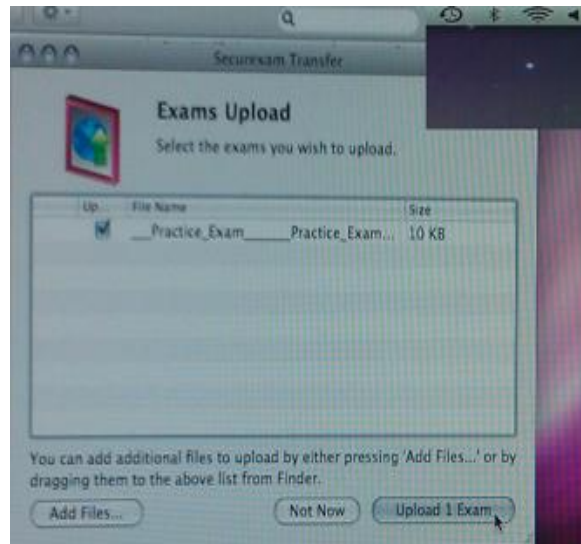 Securexam Transfer
Exams Upload
Select the exams you wish to upload.
Up... File Name Size
__Practice_Exam______Practice_Exam... 10 KB
You can add additional files to upload by either pressing 'Add Files...' or by
dragging them to the above list from Finder.
Add Files... Not Now Upload 1 Exam